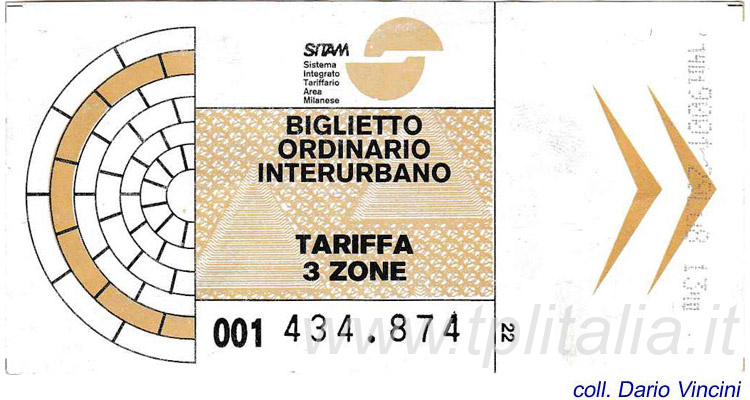 SITAM
Sistema
Integrato
Tariffario
Area
Milanese
BIGLIETTO
ORDINARIO
INTERURBANO
TARIFFA
3 ZONE
001 434.874
22
www.tplitalia.it
coll. Dario Vincini